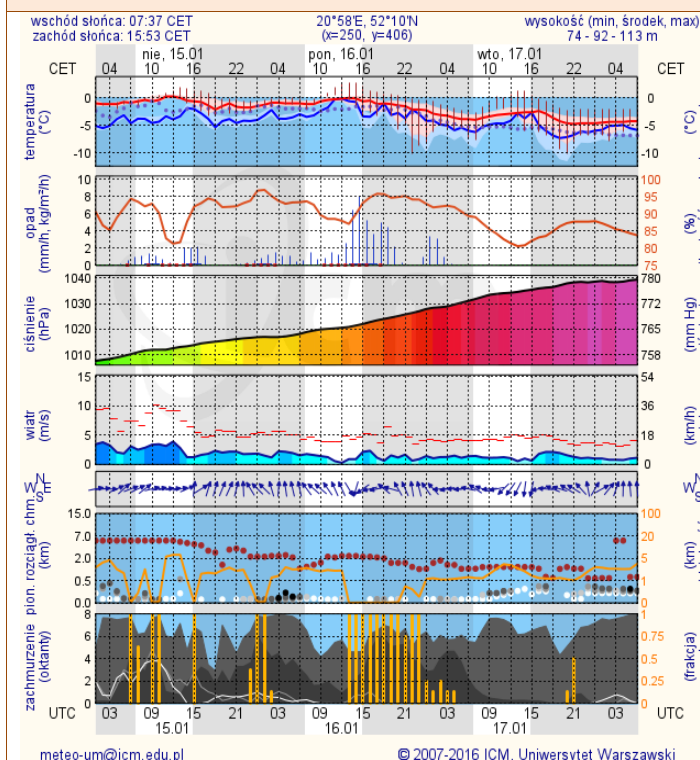 wschód słońca: 07:37 CET 20°58'E, 52°10'N wysokość (min, środek, max)
zachód słońca: 15:53 CET (x=250, y=406) 74 - 92 - 113 m
nie, 15.01 pon, 16.01 wto, 17.01
CET 04 10 16 22 04 10 16 22 04 10 16 22 04 CET
temperatura (°C)
0 -5 -10
0 -5 -10
(°C)
opad (mm/h, kg/m²/h)
10 8 6 4 2 0
100 95 90 85 80 75
(%)
ciśnienie (hPa)
1040 1030 1020 1010
780 772 765 758
(mm Hg)
wiatr (m/s)
15 10 5 0
54 36 18 0
(km/h)
N
W E
S
N
W
S
pion. rozciągł. chm. (km)
15.0 7.0 2.0 0.5 0.0
100 20 5 1 0
(km)
zachmurzenie (oktanty)
8 6 4 2 0
1 0.75 0.5 0.25 0
(frakcja)
UTC 03 09 15 21 03 09 15 21 03 09 15 21 03 UTC
15.01 16.01 17.01
meteo-um@icm.edu.pl © 2007-2016 ICM, Uniwersytet Warszawski